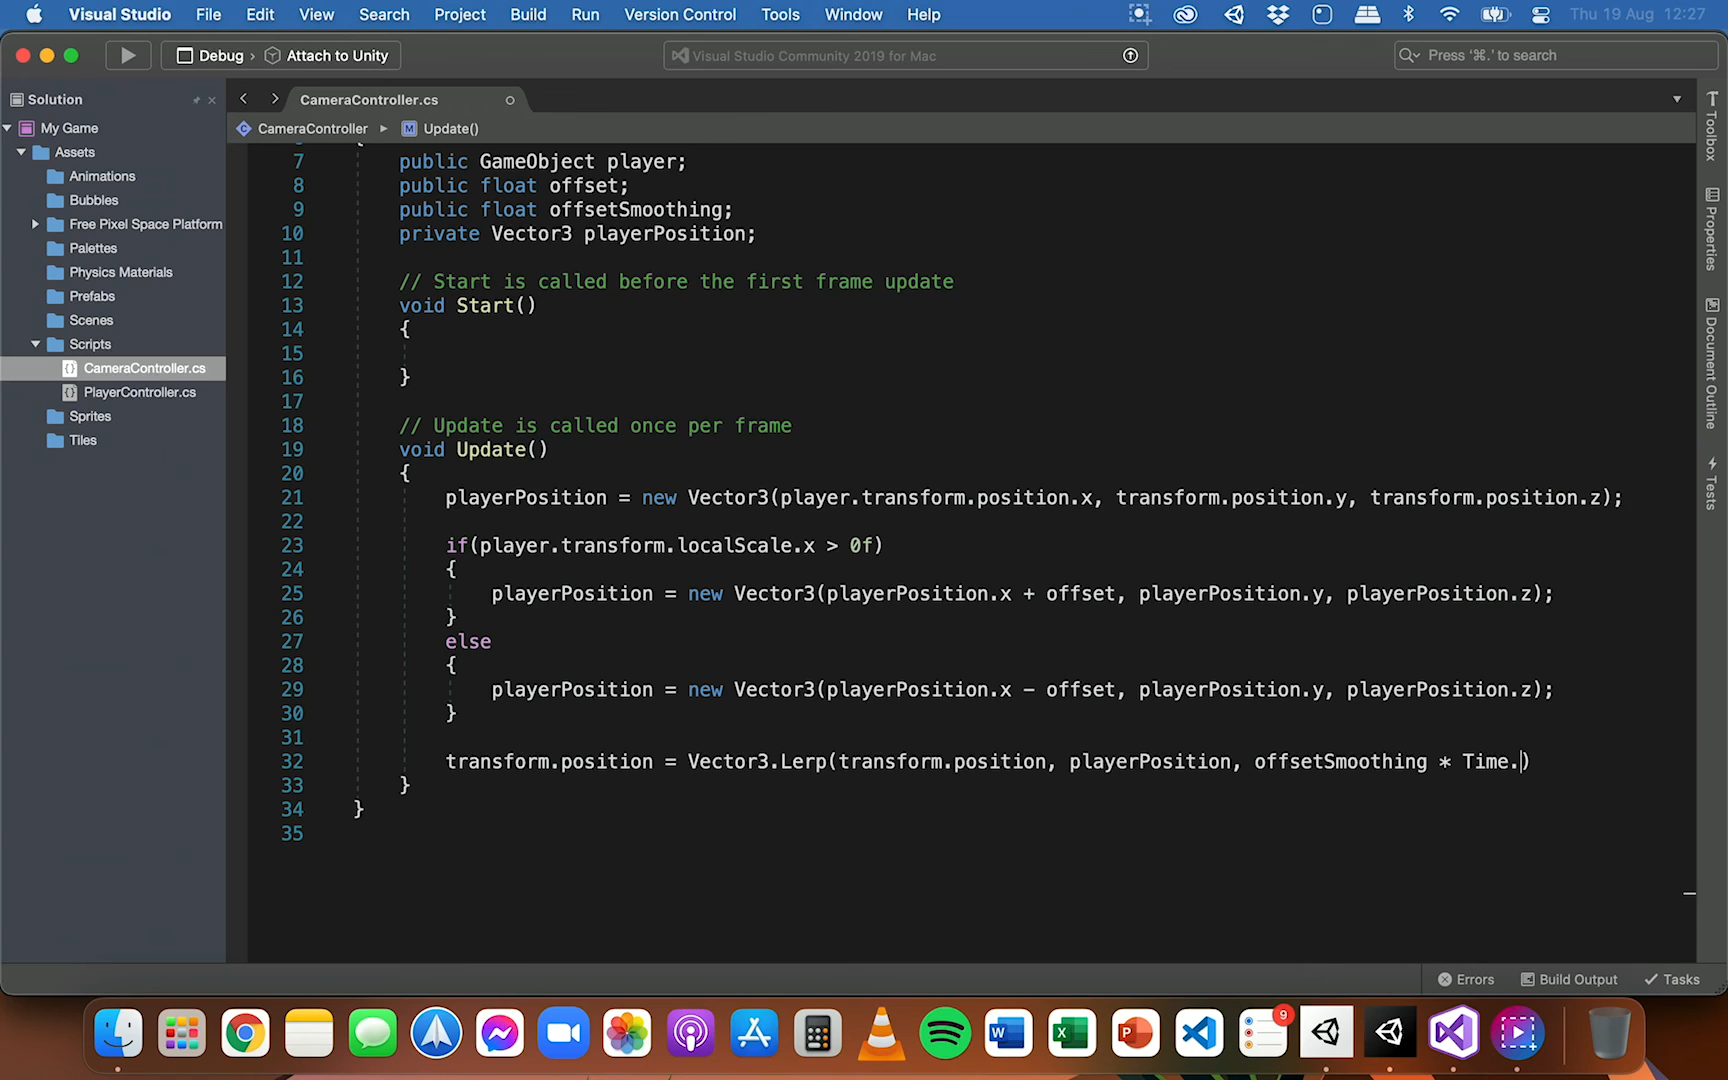 Visual Studio File Edit View Search Project Build Run Version Control Tools Window Help Thu 19 Aug 12:27
Debug › Attach to Unity Visual Studio Community 2019 for Mac Press '⌘.' to search
Solution
My Game
Assets
Animations
Bubbles
Free Pixel Space Platform
Palettes
Physics Materials
Prefabs
Scenes
Scripts
CameraController.cs
PlayerController.cs
Sprites
Tiles
CameraController.cs
CameraController Update()
7 public GameObject player;
8 public float offset;
9 public float offsetSmoothing;
10 private Vector3 playerPosition;
11
12 // Start is called before the first frame update
13 void Start()
14 {
15
16 }
17
18 // Update is called once per frame
19 void Update()
20 {
21 playerPosition = new Vector3(player.transform.position.x, transform.position.y, transform.position.z);
22
23 if(player.transform.localScale.x > 0f)
24 {
25 playerPosition = new Vector3(playerPosition.x + offset, playerPosition.y, playerPosition.z);
26 }
27 else
28 {
29 playerPosition = new Vector3(playerPosition.x - offset, playerPosition.y, playerPosition.z);
30 }
31
32 transform.position = Vector3.Lerp(transform.position, playerPosition, offsetSmoothing * Time.)
33 }
34 }
35
Toolbox
Properties
Document Outline
Tests
Errors Build Output Tasks
W
X
P
9